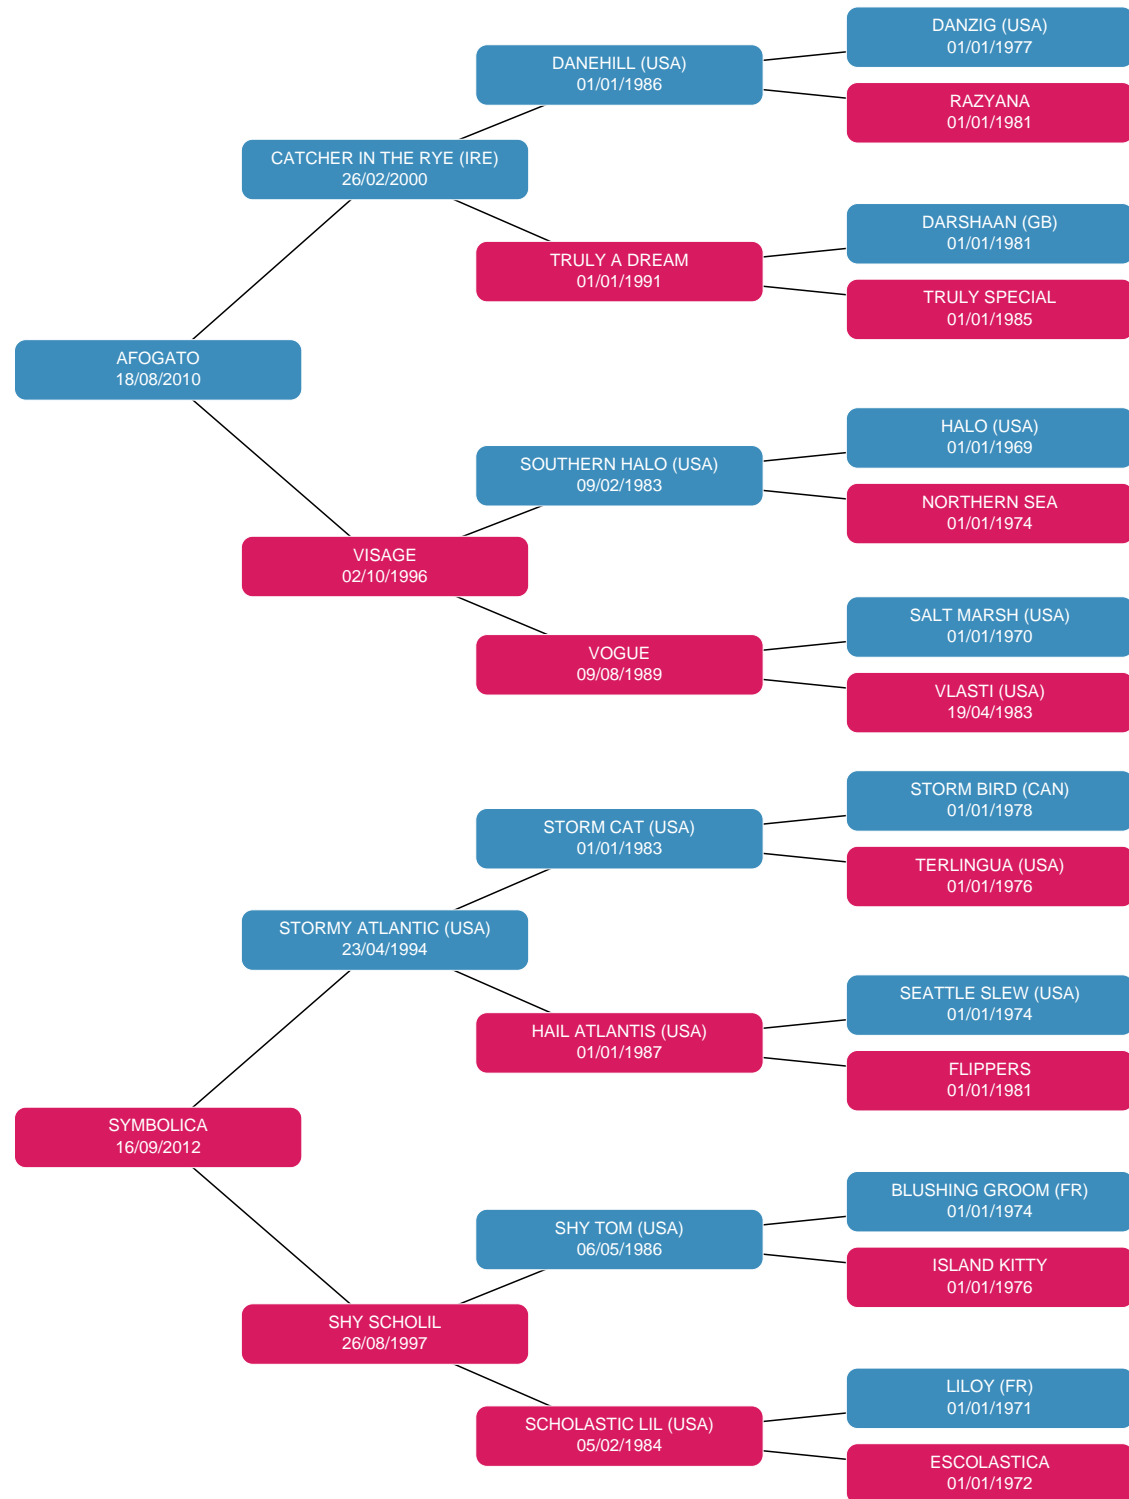 DANZIG (USA)
01/01/1977
DANEHILL (USA)
01/01/1986
RAZYANA
01/01/1981
CATCHER IN THE RYE (IRE)
26/02/2000
DARSHAAN (GB)
01/01/1981
TRULY A DREAM
01/01/1991
TRULY SPECIAL
01/01/1985
AFOGATO
18/08/2010
HALO (USA)
01/01/1969
SOUTHERN HALO (USA)
09/02/1983
NORTHERN SEA
01/01/1974
VISAGE
02/10/1996
SALT MARSH (USA)
01/01/1970
VOGUE
09/08/1989
VLASTI (USA)
19/04/1983
STORM BIRD (CAN)
01/01/1978
STORM CAT (USA)
01/01/1983
TERLINGUA (USA)
01/01/1976
STORMY ATLANTIC (USA)
23/04/1994
SEATTLE SLEW (USA)
01/01/1974
HAIL ATLANTIS (USA)
01/01/1987
FLIPPERS
01/01/1981
SYMBOLICA
16/09/2012
BLUSHING GROOM (FR)
01/01/1974
SHY TOM (USA)
06/05/1986
ISLAND KITTY
01/01/1976
SHY SCHOLIL
26/08/1997
LILOY (FR)
01/01/1971
SCHOLASTIC LIL (USA)
05/02/1984
ESCOLASTICA
01/01/1972